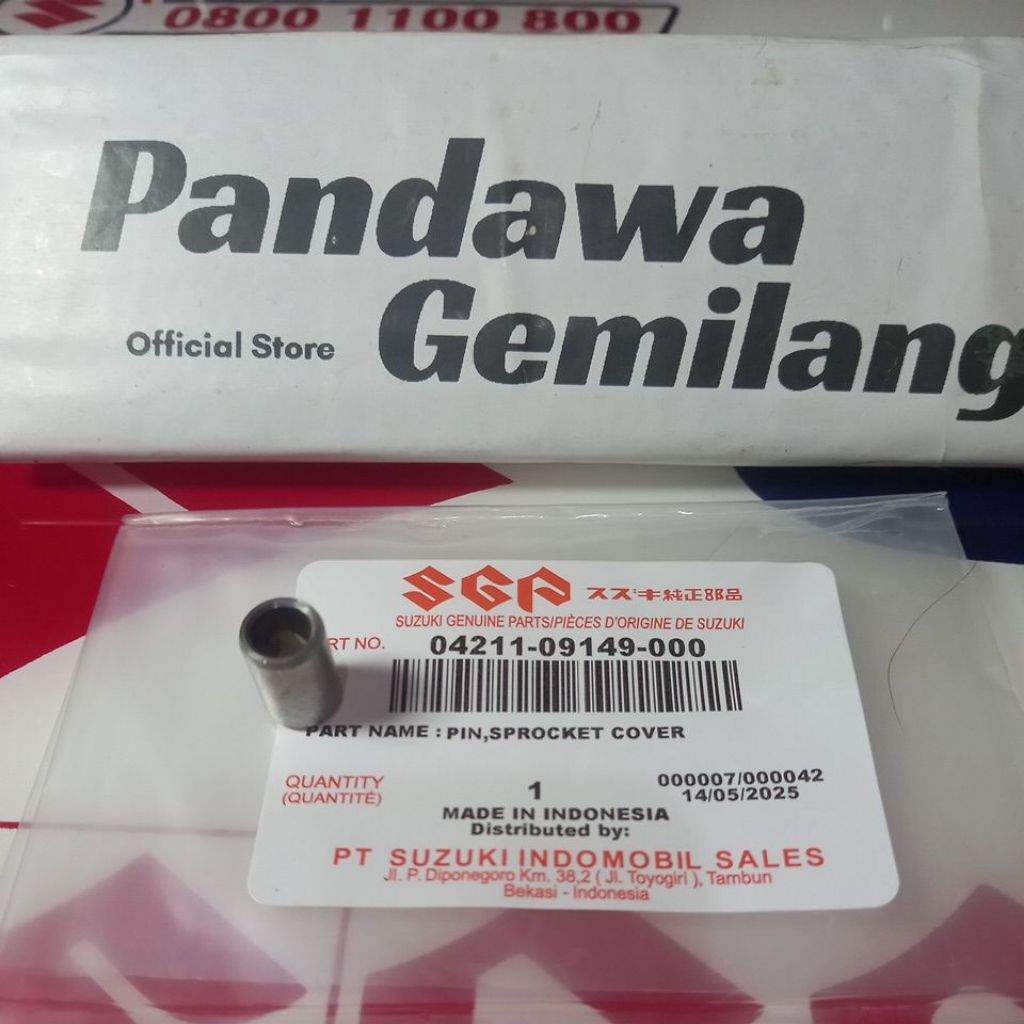 0800 1100 800
Pandawa
Gemilang
Official Store
SGP スズキ純正部品
SUZUKI GENUINE PARTS/PIÈCES D'ORIGINE DE SUZUKI
RT NO. 04211-09149-000
PART NAME : PIN,SPROCKET COVER
QUANTITY 1 000007/000042
(QUANTITÉ) 14/05/2025
MADE IN INDONESIA
Distributed by:
PT SUZUKI INDOMOBIL SALES
Jl. P. Diponegoro Km. 38,2 ( Jl. Toyogiri ), Tambun
Bekasi - Indonesia